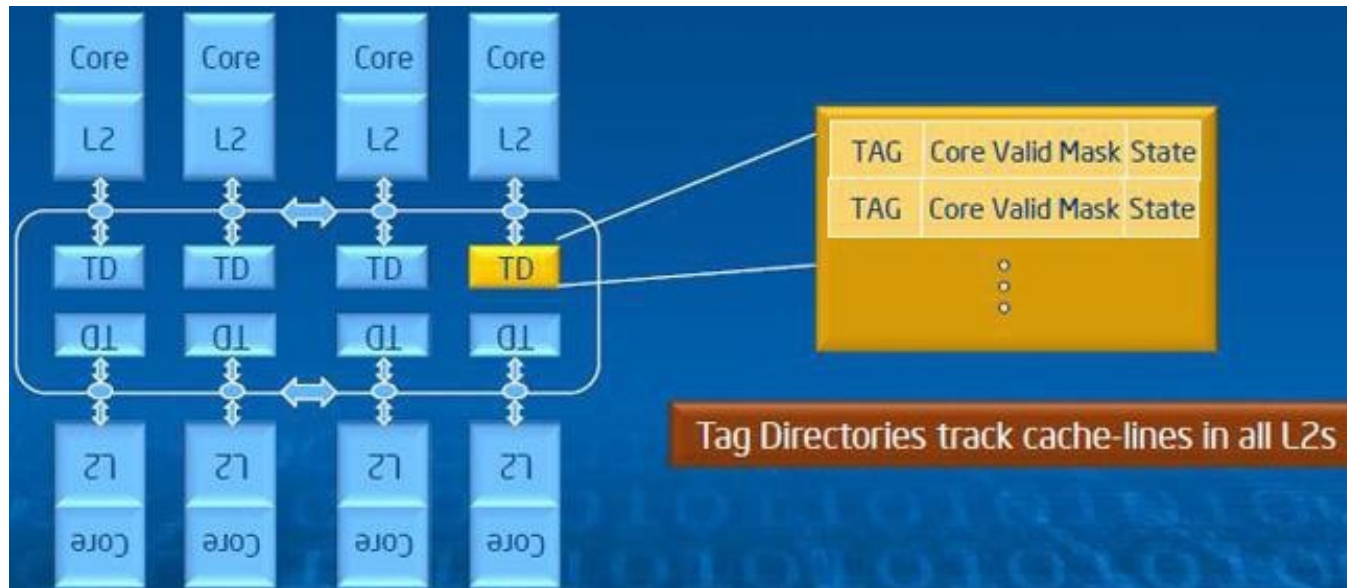 Core Core Core Core
L2 L2 L2 L2
TD TD TD TD
TD TD TD TD
L2 L2 L2 L2
Core Core Core Core
TAG Core Valid Mask State
TAG Core Valid Mask State
Tag Directories track cache-lines in all L2s